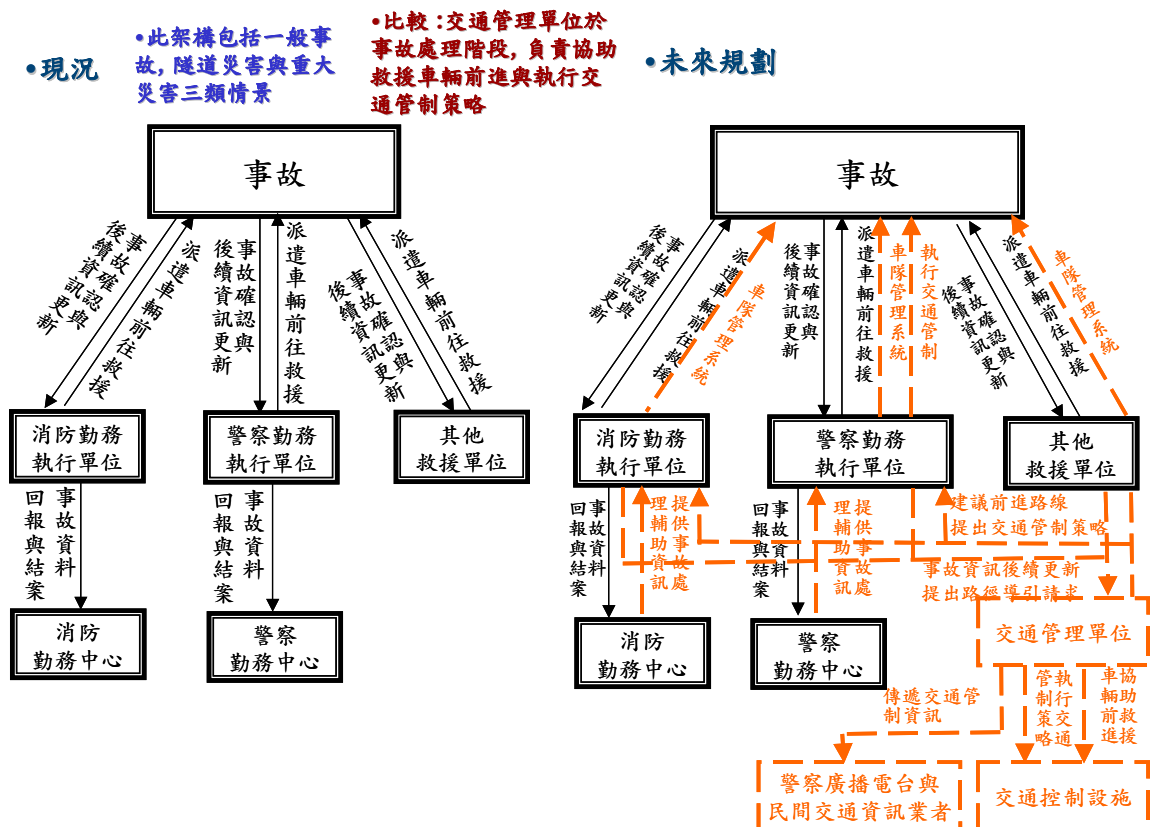 •現況
•此架構包括一般事
故, 隧道災害與重大
災害三類情景
•比較：交通管理單位於
事故處理階段, 負責協助
救援車輛前進與執行交
通管制策略
•未來規劃
事故
事故確認與
後續資訊更新
派遣車輛前往救援
事故確認與
後續資訊更新
派遣車輛前往救援
事故確認與
後續資訊更新
派遣車輛前往救援
消防勤務
執行單位
警察勤務
執行單位
其他
救援單位
事故資料
回報與結案
事故資料
回報與結案
消防
勤務中心
警察
勤務中心
事故
事故確認與
後續資訊更新
派遣車輛前往救援
車隊管理系統
事故確認與
後續資訊更新
派遣車輛前往救援
車隊管理系統
執行交通管制
事故確認與
後續資訊更新
派遣車輛前往救援
車隊管理系統
消防勤務
執行單位
警察勤務
執行單位
其他
救援單位
事故資料
回報與結案
提供事故處
理輔助資訊
事故資料
回報與結案
提供事故處
理輔助資訊
建議前進路線
提出交通管制策略
事故資訊後續更新
提出路徑導引請求
消防
勤務中心
警察
勤務中心
交通管理單位
傳遞交通管
制資訊
執行交通
管制策略
協助救援
車輛前進
警察廣播電台與
民間交通資訊業者
交通控制設施